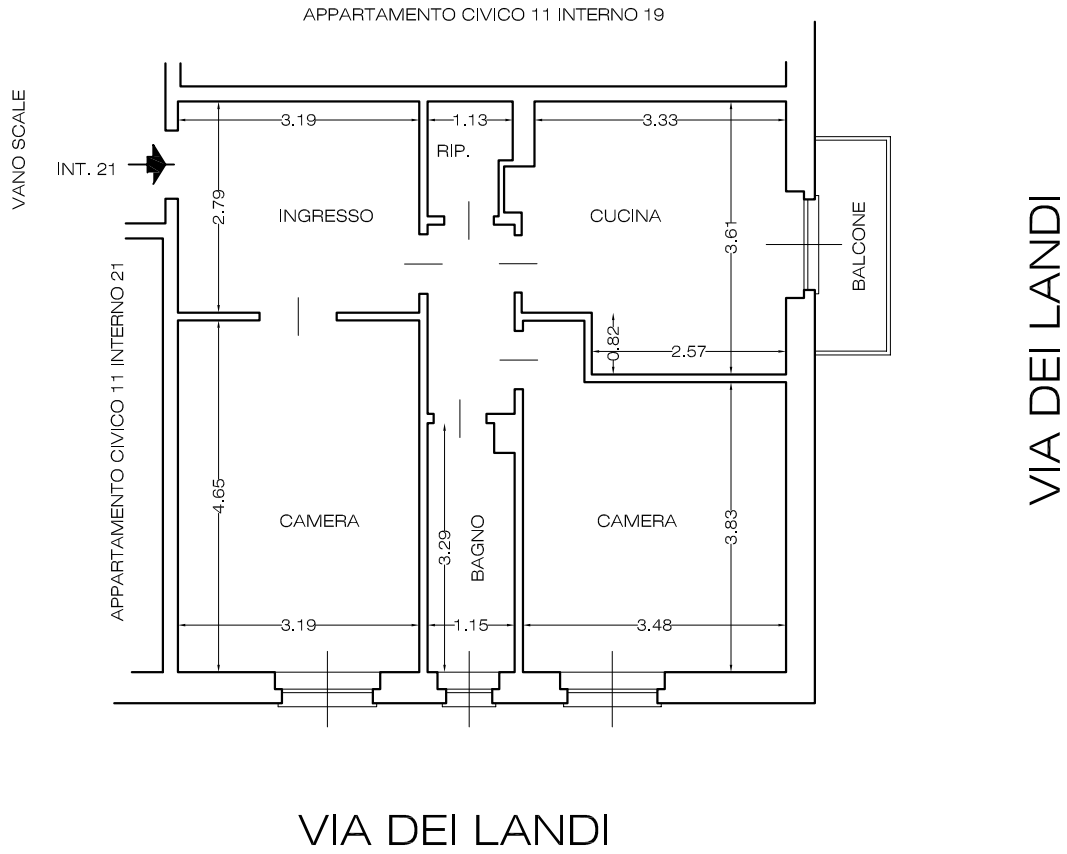 APPARTAMENTO CIVICO 11 INTERNO 19
VANO SCALE
INT. 21
3.19
1.13
3.33
RIP.
2.79
INGRESSO
CUCINA
3.61
BALCONE
VIA DEI LANDI
APPARTAMENTO CIVICO 11 INTERNO 21
0.82
2.57
4.65
CAMERA
3.29
BAGNO
CAMERA
3.83
3.19
1.15
3.48
VIA DEI LANDI